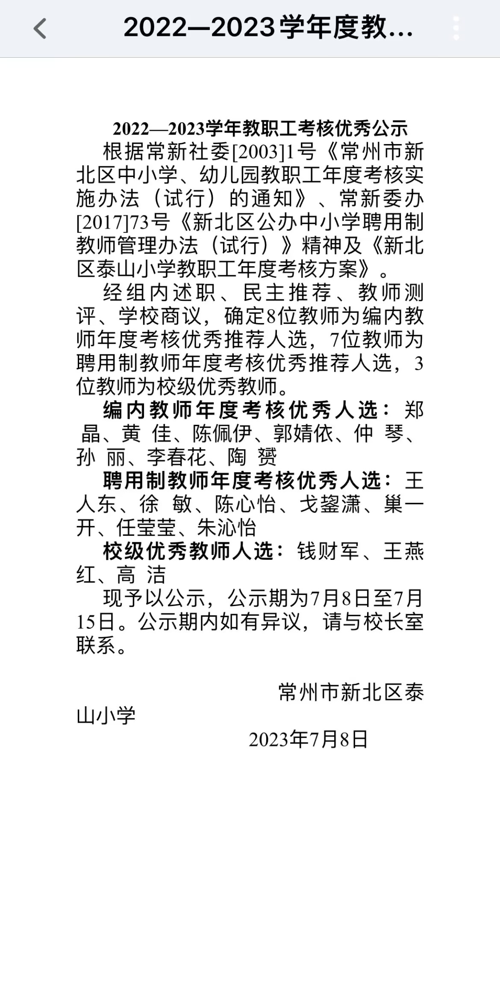 2022—2023学年度教...
2022—2023学年教职工考核优秀公示
根据常新社委[2003]1号《常州市新
北区中小学、幼儿园教职工年度考核实
施办法（试行）的通知》、常新委办
[2017]73号《新北区公办中小学聘用制
教师管理办法（试行）》精神及《新北
区泰山小学教职工年度考核方案》。
经组内述职、民主推荐、教师测
评、学校商议，确定8位教师为编内教
师年度考核优秀推荐人选，7位教师为
聘用制教师年度考核优秀推荐人选，3
位教师为校级优秀教师。
编内教师年度考核优秀人选：郑
晶、黄 佳、陈佩伊、郭婧依、仲 琴、
孙 丽、李春花、陶 赟
聘用制教师年度考核优秀人选：王
人东、徐 敏、陈心怡、戈鋆潇、巢一
开、任莹莹、朱沁怡
校级优秀教师人选：钱财军、王燕
红、高 洁
现予以公示，公示期为7月8日至7月
15日。公示期内如有异议，请与校长室
联系。
常州市新北区泰
山小学
2023年7月8日